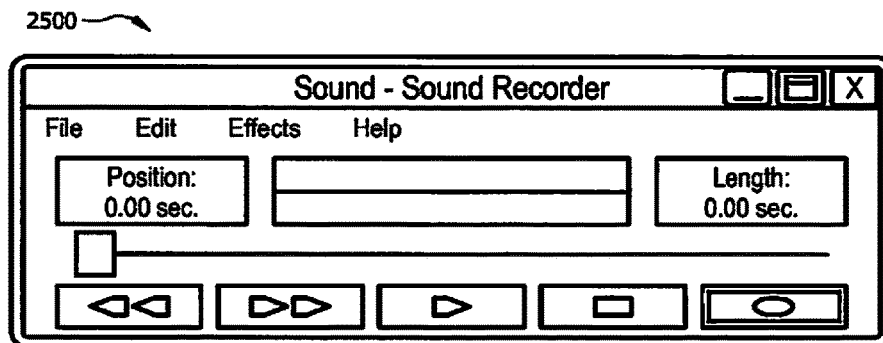 2500
Sound - Sound Recorder X
File Edit Effects Help
Position: Length:
0.00 sec. 0.00 sec.